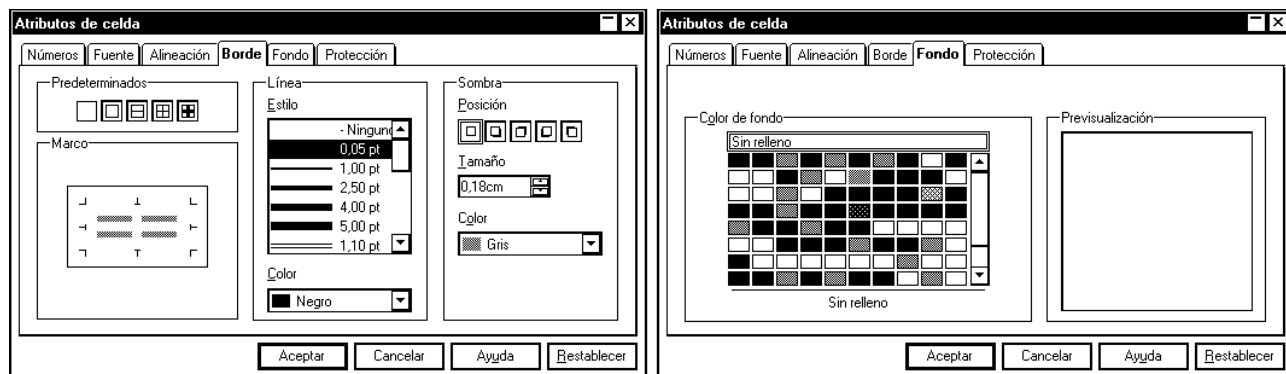 Atributos de celda
Números Fuente Alineación Borde Fondo Protección
Predeterminados
Marco
Línea
Estilo
- Ninguno
0,05 pt
1,00 pt
2,50 pt
4,00 pt
5,00 pt
1,10 pt
Color
Negro
Sombra
Posición
Tamaño
0,18cm
Color
Gris
Aceptar Cancelar Ayuda Restablecer
Atributos de celda
Números Fuente Alineación Borde Fondo Protección
Color de fondo
Sin relleno
Sin relleno
Previsualización
Aceptar Cancelar Ayuda Restablecer